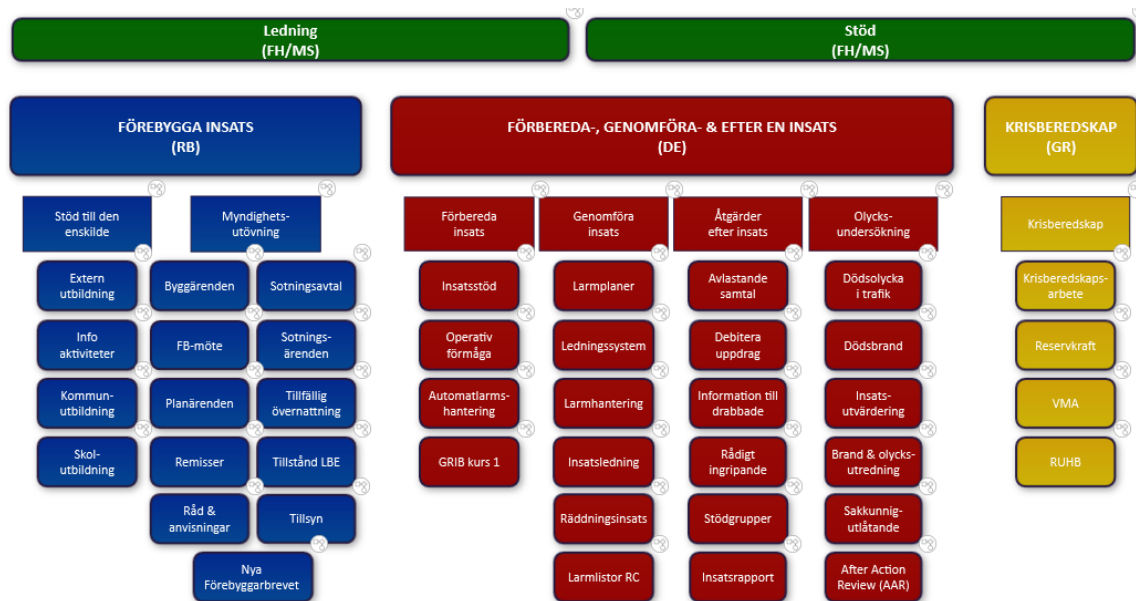 Ledning
(FH/MS)
Stöd
(FH/MS)
FÖREBYGGA INSATS
(RB)
FÖRBEREDA-, GENOMFÖRA- & EFTER EN INSATS
(DE)
KRISBEREDSKAP
(GR)
Stöd till den
enskilde
Myndighets-
utövning
Förbereda
insats
Genomföra
insats
Åtgärder
efter insats
Olycks-
undersökning
Krisberedskap
Extern
utbildning
Byggärenden
Sotningsavtal
Insatsstöd
Larmplaner
Avlastande
samtal
Dödsolycka
i trafik
Krisberedskaps-
arbete
Info
aktiviteter
FB-möte
Sotnings-
ärenden
Operativ
förmåga
Ledningssystem
Debitera
uppdrag
Dödsbrand
Reservkraft
Kommun-
utbildning
Planärenden
Tillfällig
övernattning
Automatlarms-
hantering
Larmhantering
Information till
drabbade
Insats-
utvärdering
VMA
Skol-
utbildning
Remisser
Tillstånd LBE
GRIB kurs 1
Insatsledning
Rådigt
ingripande
Brand & olycks-
utredning
RUHB
Råd &
anvisningar
Tillsyn
Räddningsinsats
Stödgrupper
Sakkunnig-
utlåtande
Nya
Förebyggarbrevet
Larmlistor RC
Insatsrapport
After Action
Review (AAR)